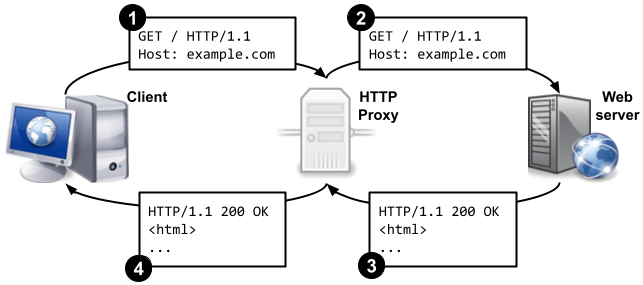 1
GET / HTTP/1.1
Host: example.com
2
GET / HTTP/1.1
Host: example.com
Client
HTTP
Proxy
Web
server
HTTP/1.1 200 OK
<html>
...
4
HTTP/1.1 200 OK
<html>
...
3